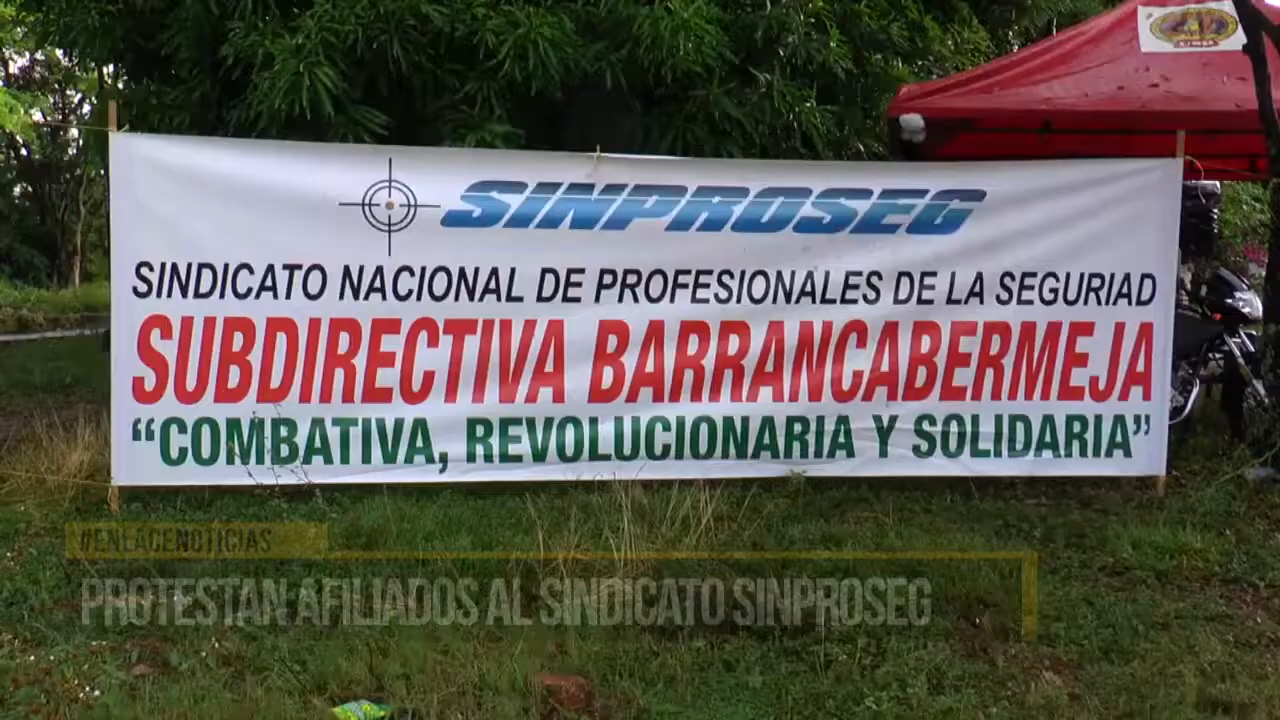 SINPROSEG
SINDICATO NACIONAL DE PROFESIONALES DE LA SEGURIAD
SUBDIRECTIVA BARRANCABERMEJA
“COMBATIVA, REVOLUCIONARIA Y SOLIDARIA”
#ENLACENOTICIAS
PROTESTAN AFILIADOS AL SINDICATO SINPROSEG